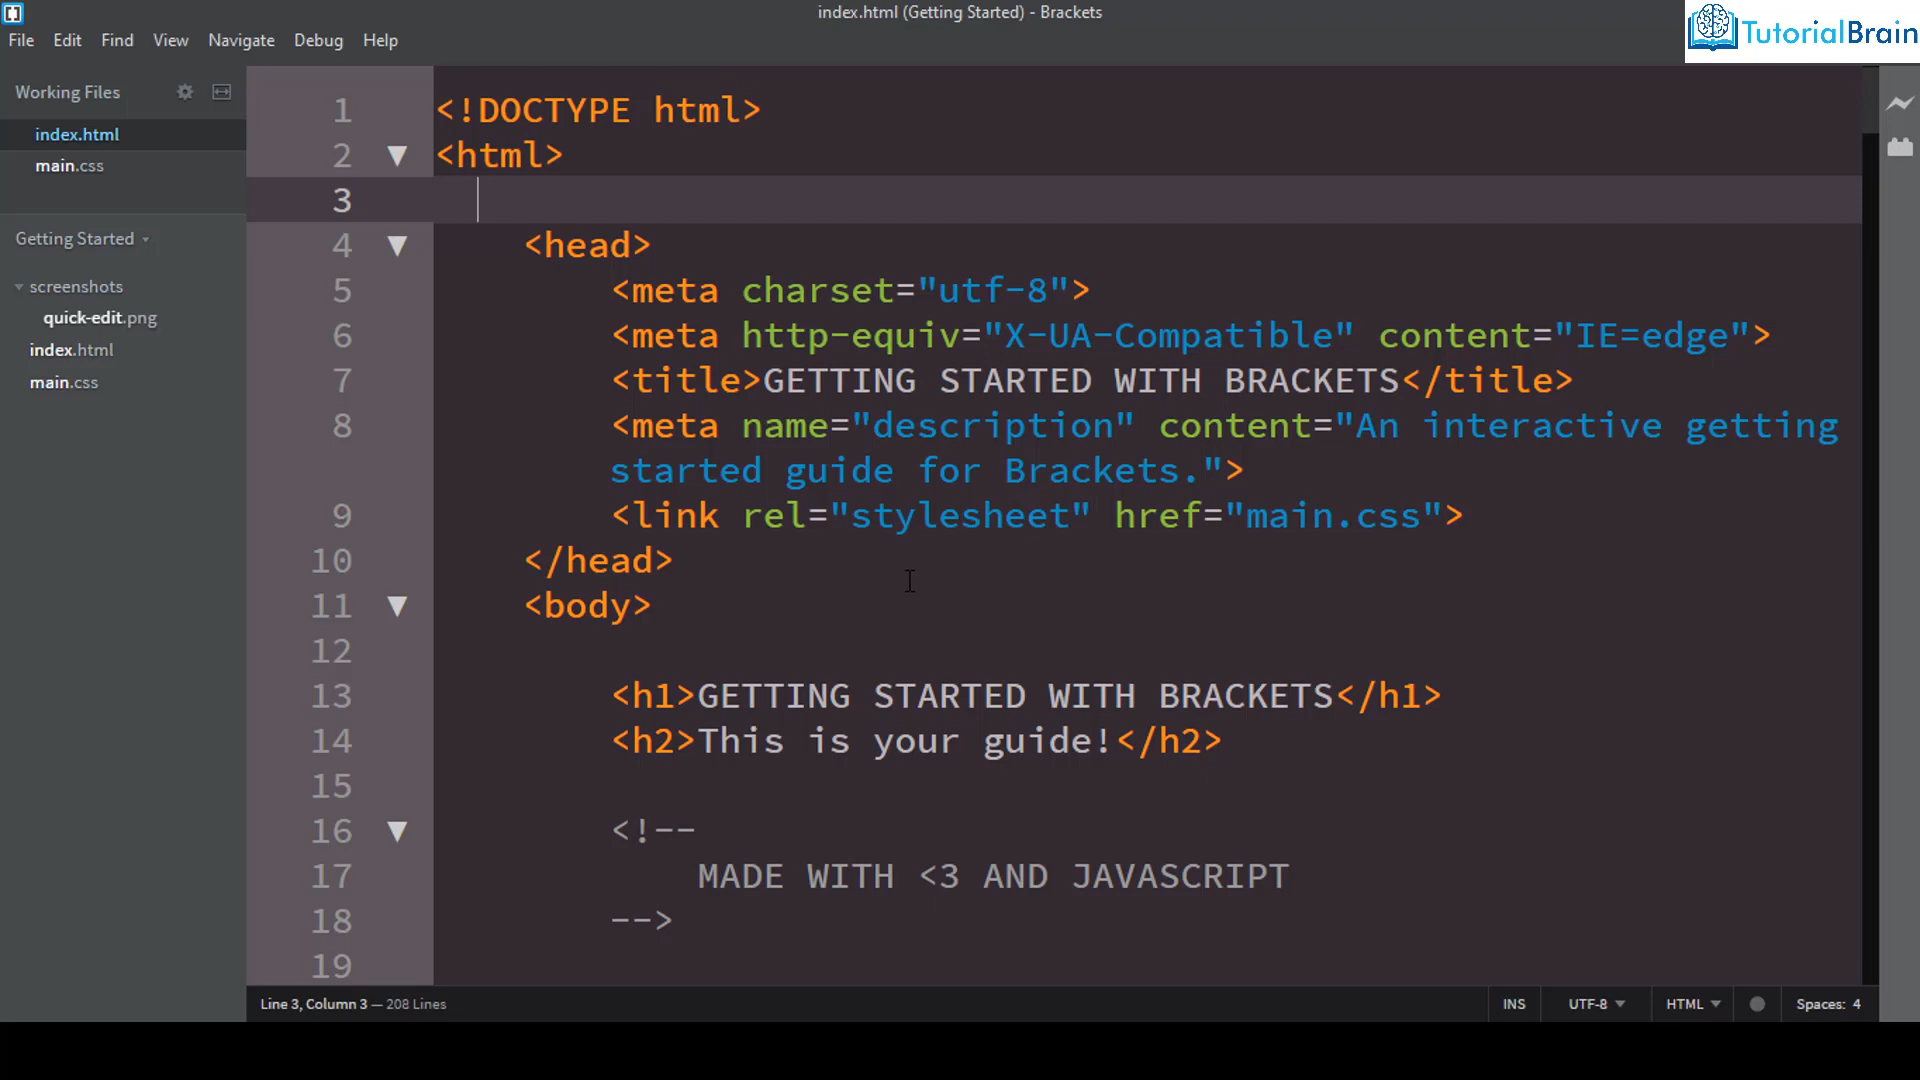 index.html (Getting Started) - Brackets
TutorialBrain
File Edit Find View Navigate Debug Help
Working Files
index.html
main.css
Getting Started
screenshots
quick-edit.png
index.html
main.css
1 <!DOCTYPE html>
2 <html>
3
4 <head>
5 <meta charset="utf-8">
6 <meta http-equiv="X-UA-Compatible" content="IE=edge">
7 <title>GETTING STARTED WITH BRACKETS</title>
8 <meta name="description" content="An interactive getting
started guide for Brackets.">
9 <link rel="stylesheet" href="main.css">
10 </head>
11 <body>
12
13 <h1>GETTING STARTED WITH BRACKETS</h1>
14 <h2>This is your guide!</h2>
15
16 <!--
17 MADE WITH <3 AND JAVASCRIPT
18 -->
19
Line 3, Column 3 — 208 Lines
INS UTF-8 HTML Spaces: 4